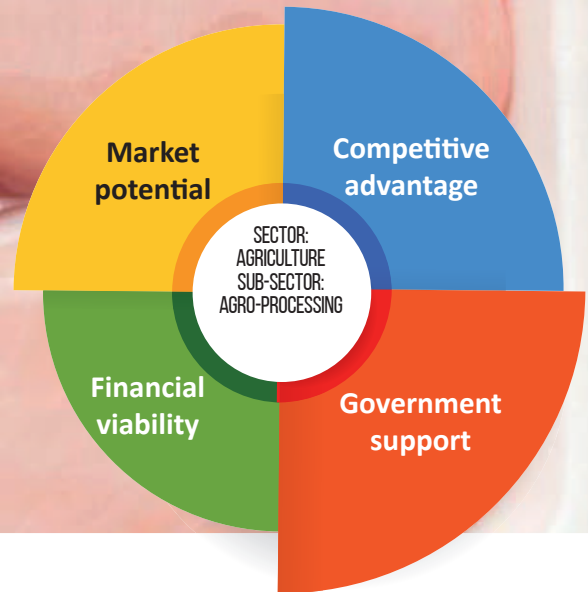 Market
potential
Competitive
advantage
SECTOR:
AGRICULTURE
SUB-SECTOR:
AGRO-PROCESSING
Financial
viability
Government
support